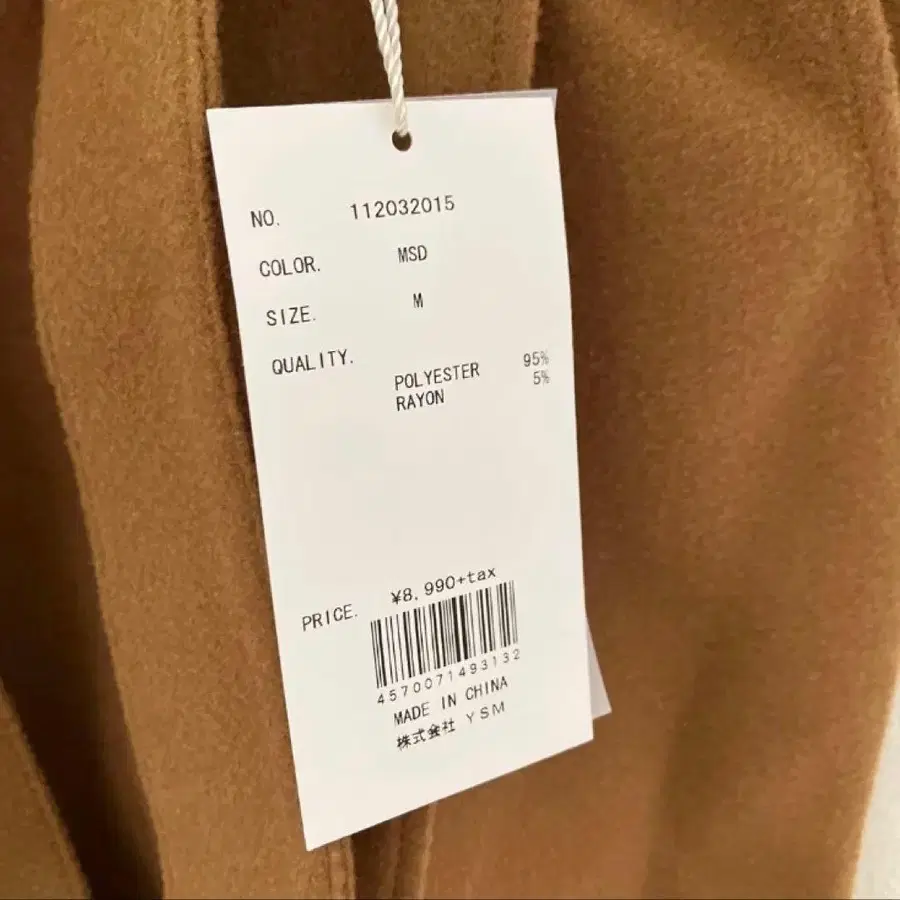 NO. 112032015
COLOR. MSD
SIZE. M
QUALITY.
POLYESTER 95%
RAYON 5%
PRICE. ¥8,990+tax
4570071493132
MADE IN CHINA
株式会社 YSM